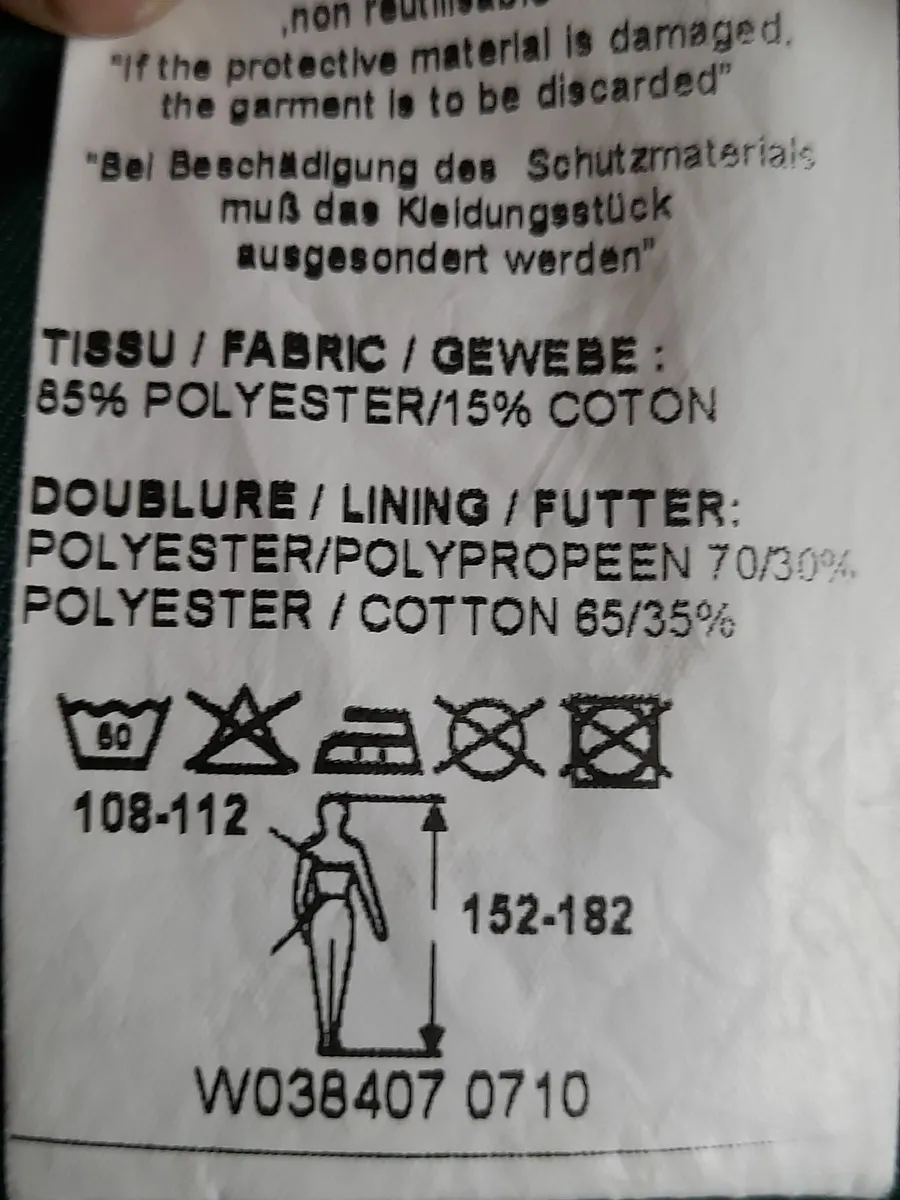 ,non réutilisable
"If the protective material is damaged.
the garment is to be discarded"
"Bei Beschädigung des Schutzmaterials
muß das Kleidungsstück
ausgesondert werden"
TISSU / FABRIC / GEWEBE :
85% POLYESTER/15% COTON
DOUBLURE / LINING / FUTTER:
POLYESTER/POLYPROPEEN 70/30%
POLYESTER / COTTON 65/35%
60
108-112
152-182
W038407 0710